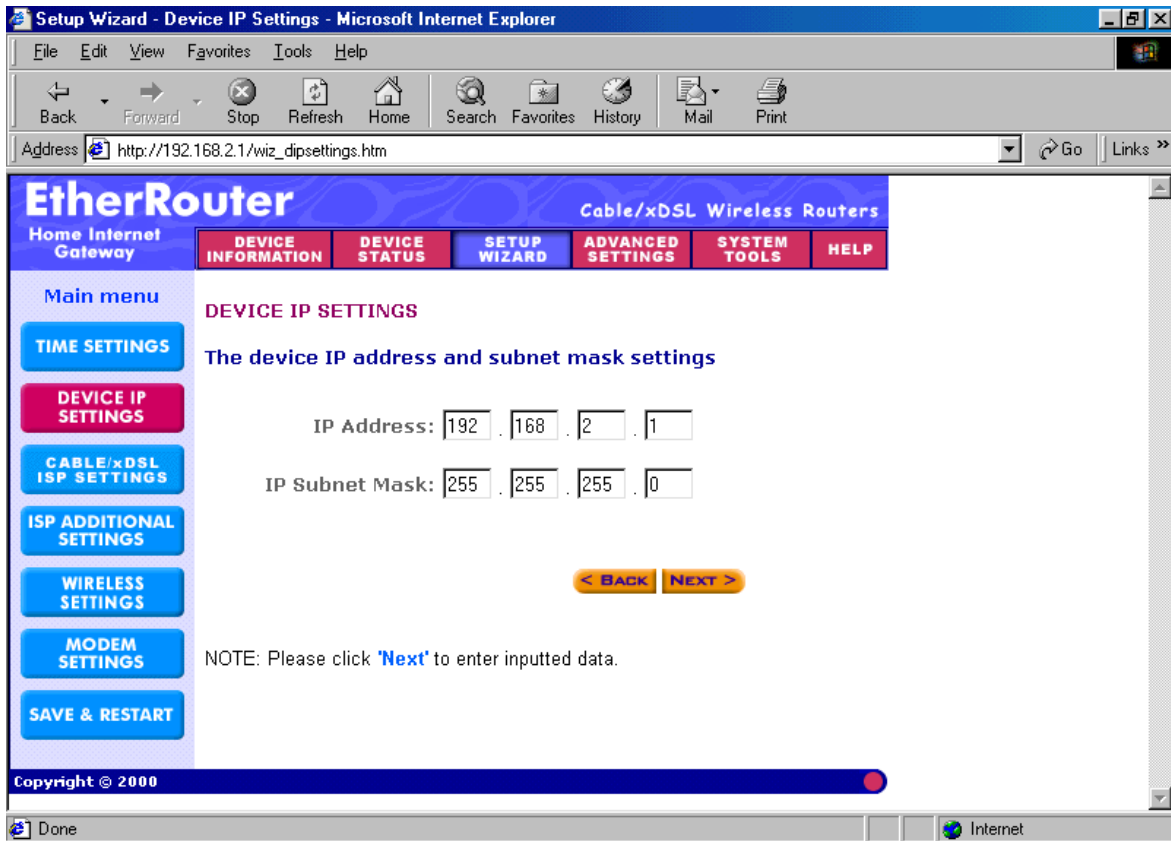 Setup Wizard - Device IP Settings - Microsoft Internet Explorer
File Edit View Favorites Tools Help
Back Forward Stop Refresh Home Search Favorites History Mail Print
Address http://192.168.2.1/wiz_dipsettings.htm Go Links »
EtherRouter
Home Internet
Gateway
Cable/xDSL Wireless Routers
DEVICE INFORMATION
DEVICE STATUS
SETUP WIZARD
ADVANCED SETTINGS
SYSTEM TOOLS
HELP
Main menu
TIME SETTINGS
DEVICE IP
SETTINGS
CABLE/xDSL
ISP SETTINGS
ISP ADDITIONAL
SETTINGS
WIRELESS
SETTINGS
MODEM
SETTINGS
SAVE & RESTART
DEVICE IP SETTINGS
The device IP address and subnet mask settings
IP Address: 192 . 168 . 2 . 1
IP Subnet Mask: 255 . 255 . 255 . 0
< BACK NEXT >
NOTE: Please click 'Next' to enter inputted data.
Copyright © 2000
Done Internet